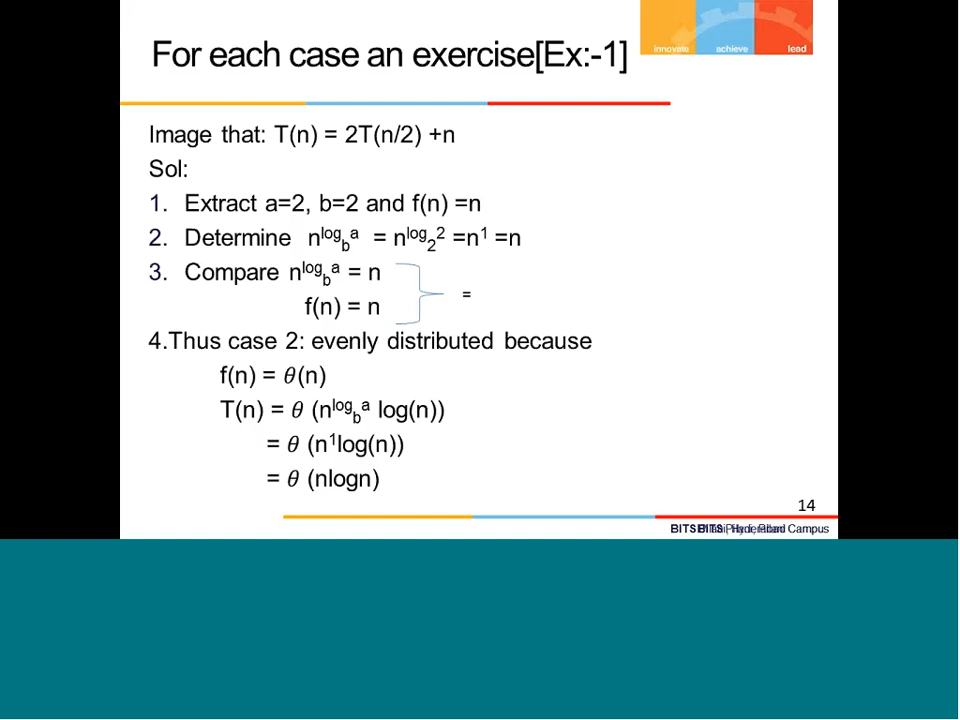 For each case an exercise[Ex:-1]
innovate achieve lead
Image that: T(n) = 2T(n/2) +n
Sol:
1. Extract a=2, b=2 and f(n) =n
2. Determine n^log_b^a = n^log_2^2 =n^1 =n
3. Compare n^log_b^a = n
=
f(n) = n
4.Thus case 2: evenly distributed because
f(n) = θ(n)
T(n) = θ (n^log_b^a log(n))
= θ (n^1log(n))
= θ (nlogn)
14
BITS Campus